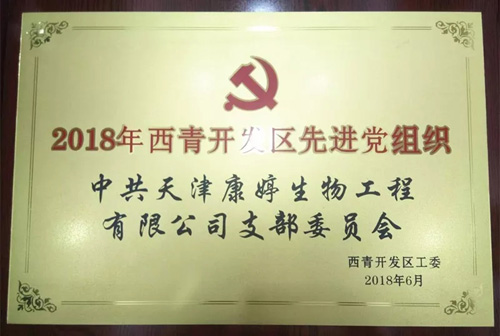 2018年西青开发区先进党组织
中共天津康婷生物工程
有限公司支部委员会
西青开发区工委
2018年6月